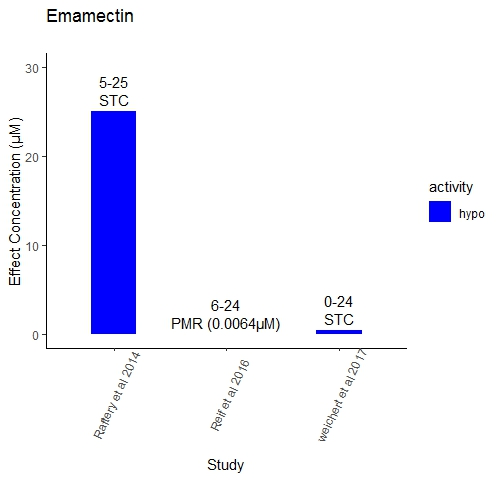 Emamectin
Effect Concentration (µM)
30
20
10
0
5-25
STC
6-24
PMR (0.0064µM)
0-24
STC
Raftery et al 2014
Reif et al 2016
weichert et al 2017
Study
activity
hypo